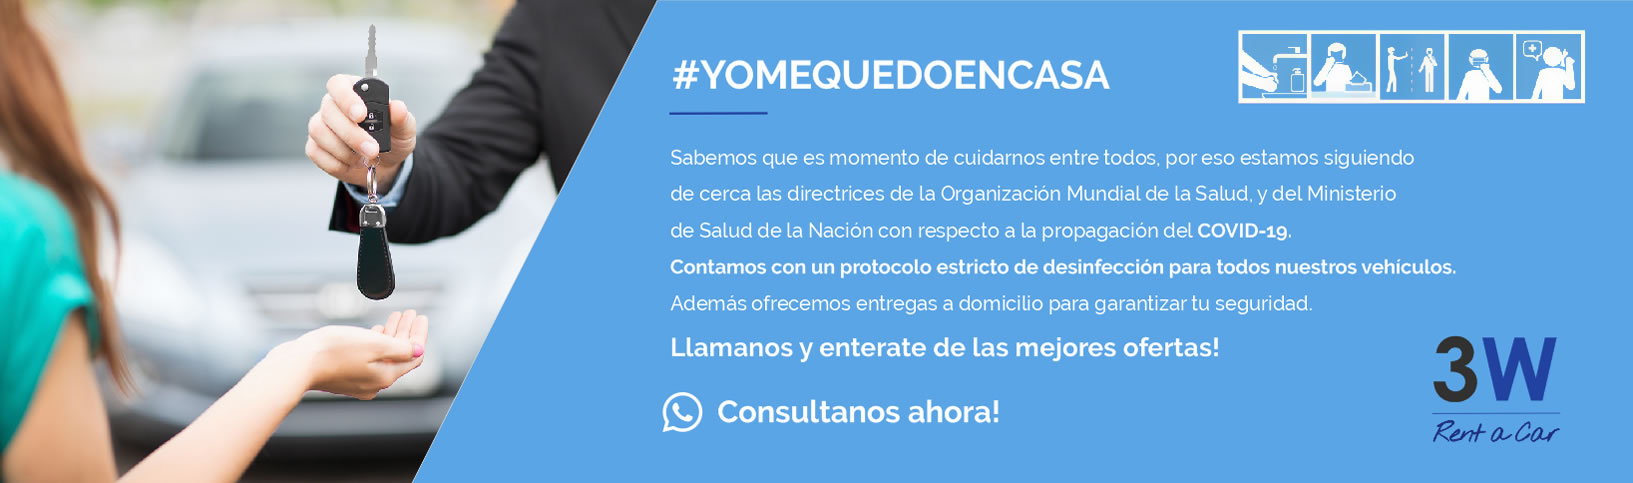 #YOMEQUEDOENCASA
Sabemos que es momento de cuidarnos entre todos, por eso estamos siguiendo
de cerca las directrices de la Organización Mundial de la Salud, y del Ministerio
de Salud de la Nación con respecto a la propagación del COVID-19.
Contamos con un protocolo estricto de desinfección para todos nuestros vehículos.
Además ofrecemos entregas a domicilio para garantizar tu seguridad.
Llamanos y enterate de las mejores ofertas!
Consultanos ahora!
3W
Rent a Car